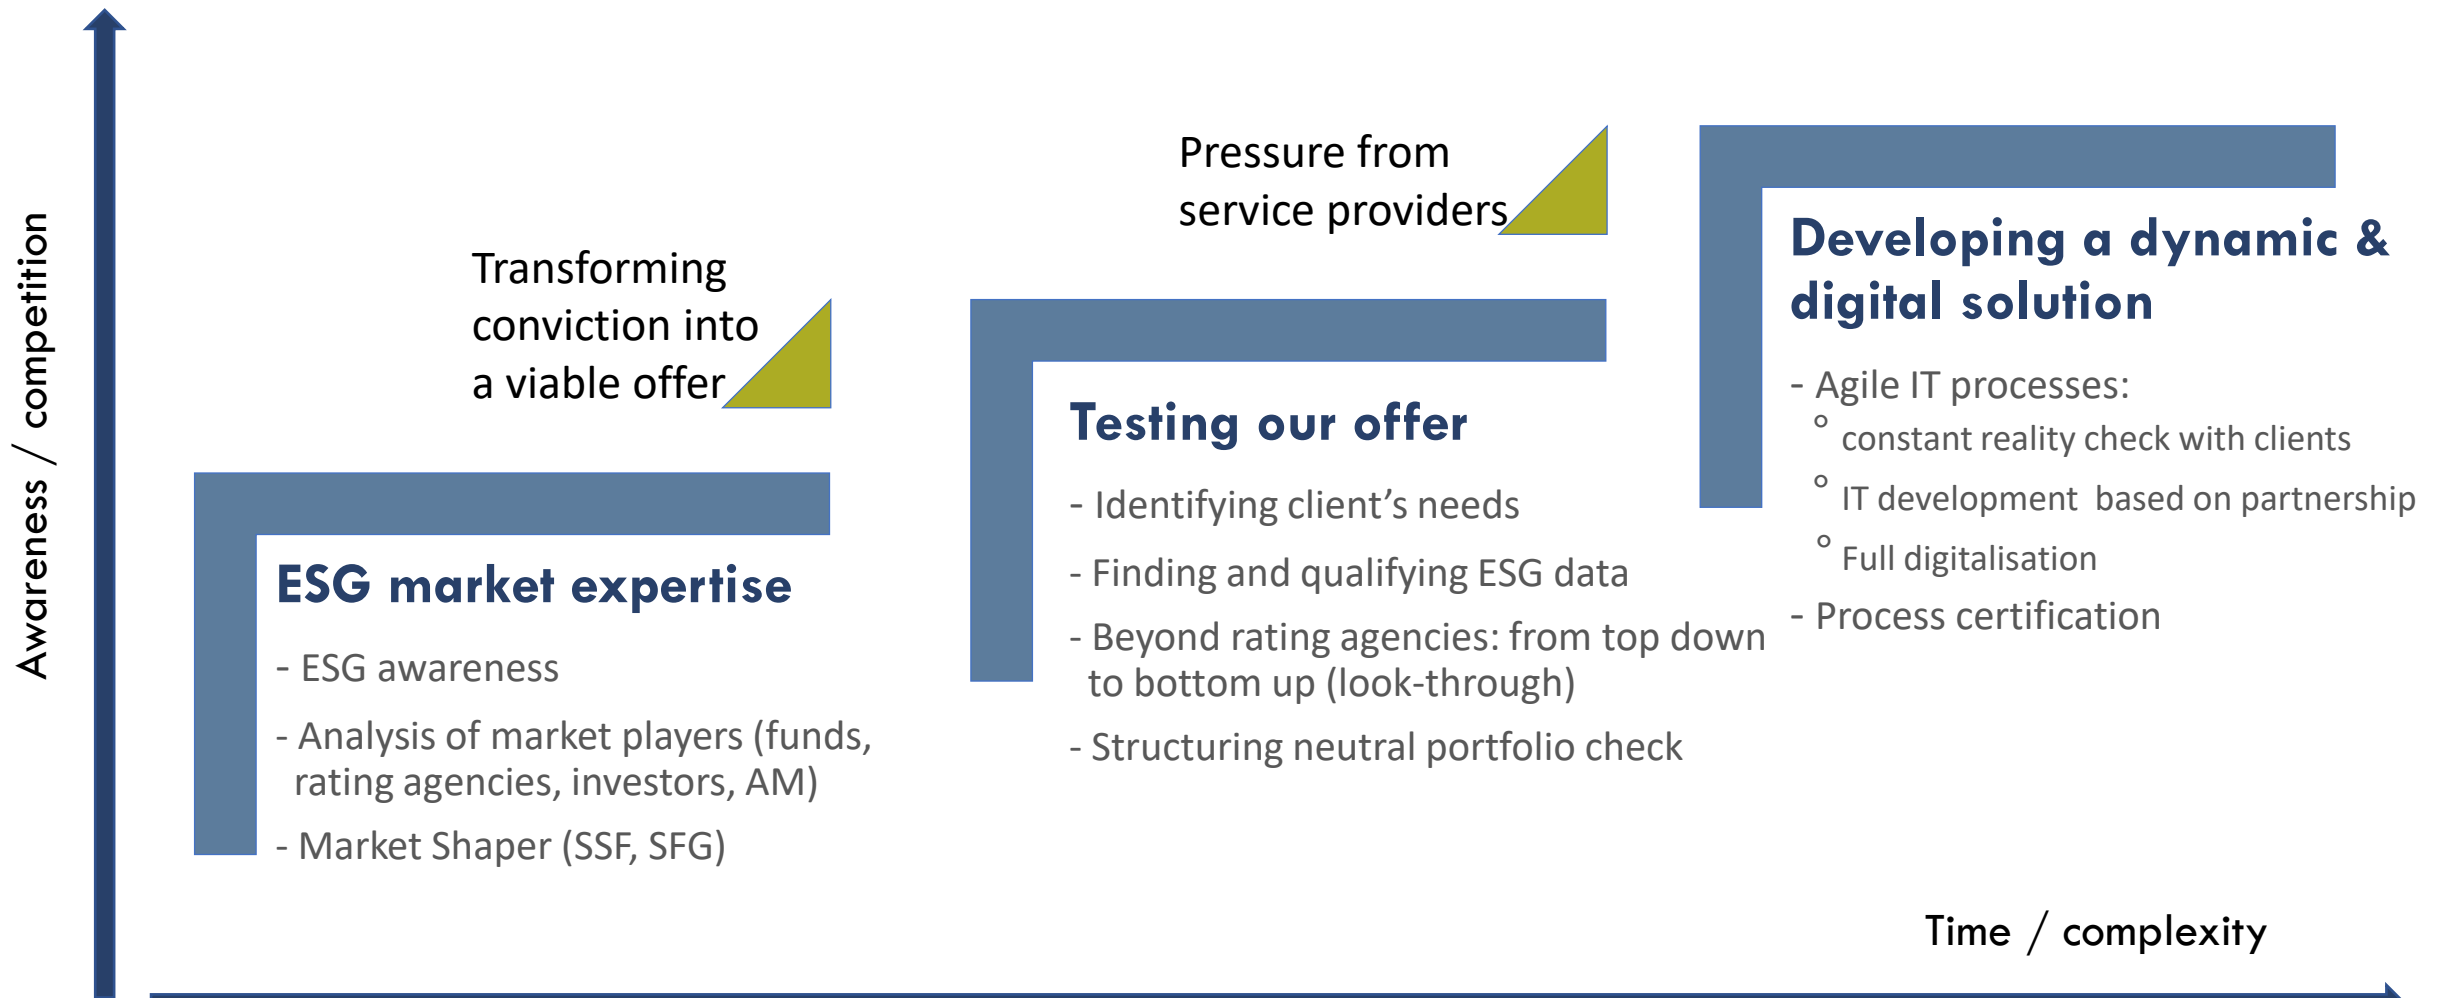 Awareness / competition
Transforming
conviction into
a viable offer
ESG market expertise
- ESG awareness
- Analysis of market players (funds,
rating agencies, investors, AM)
- Market Shaper (SSF, SFG)
Pressure from
service providers
Testing our offer
- Identifying client’s needs
- Finding and qualifying ESG data
- Beyond rating agencies: from top down
to bottom up (look-through)
- Structuring neutral portfolio check
Developing a dynamic &
digital solution
- Agile IT processes:
° constant reality check with clients
° IT development based on partnership
° Full digitalisation
- Process certification
Time / complexity